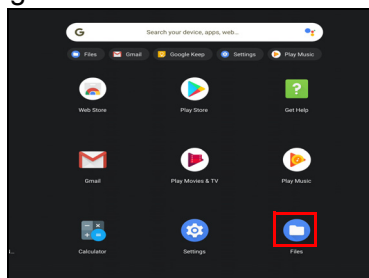 Search your device, apps, web...
Files Gmail Google Keep Settings Play Music
Web Store Play Store Get Help
Gmail Play Movies & TV Play Music
Calculator Settings Files